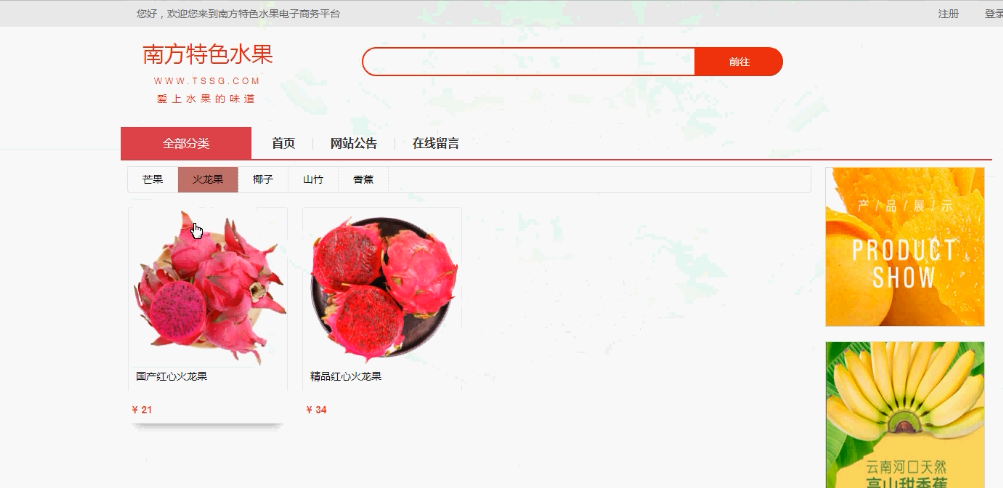 您好，欢迎您来到南方特色水果电子商务平台
注册 登录
南方特色水果
WWW.TSSG.COM
爱上水果的味道
前往
全部分类 首页 网站公告 在线留言
芒果 火龙果 椰子 山竹 香蕉
产/品/展/示
PRODUCT
SHOW
国产红心火龙果 精品红心火龙果
¥ 21 ¥ 34
云南河口天然
高山甜香蕉